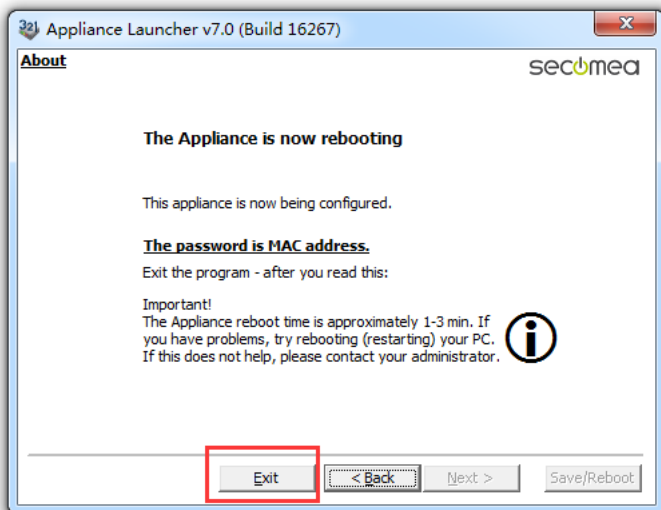 Appliance Launcher v7.0 (Build 16267)
About
secomea
The Appliance is now rebooting
This appliance is now being configured.
The password is MAC address.
Exit the program - after you read this:
Important!
The Appliance reboot time is approximately 1-3 min. If
you have problems, try rebooting (restarting) your PC.
If this does not help, please contact your administrator.
Exit
< Back
Next >
Save/Reboot